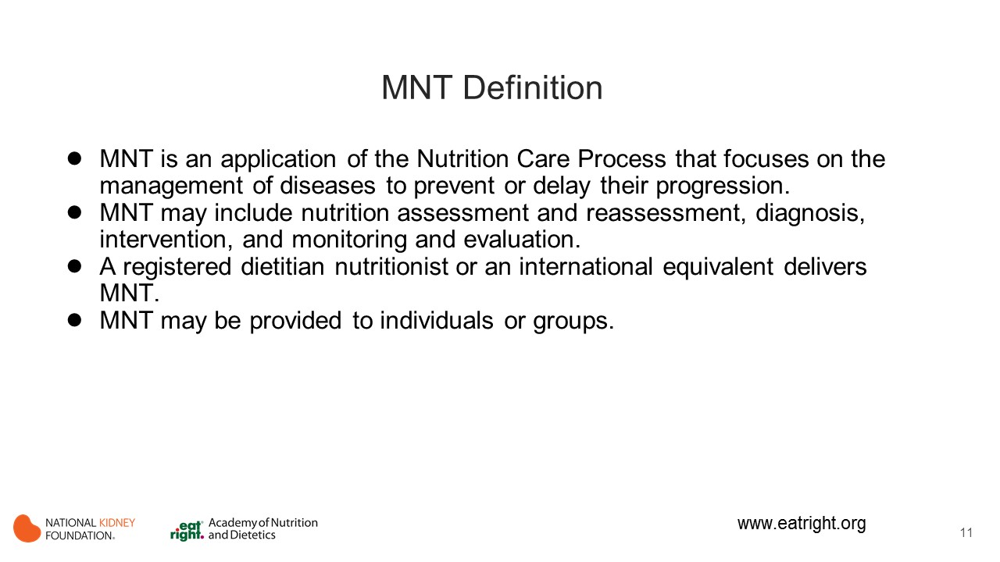 MNT Definition
● MNT is an application of the Nutrition Care Process that focuses on the
management of diseases to prevent or delay their progression.
● MNT may include nutrition assessment and reassessment, diagnosis,
intervention, and monitoring and evaluation.
● A registered dietitian nutritionist or an international equivalent delivers
MNT.
● MNT may be provided to individuals or groups.
NATIONAL KIDNEY
FOUNDATION®
eat
right.
Academy of Nutrition
and Dietetics
www.eatright.org
11